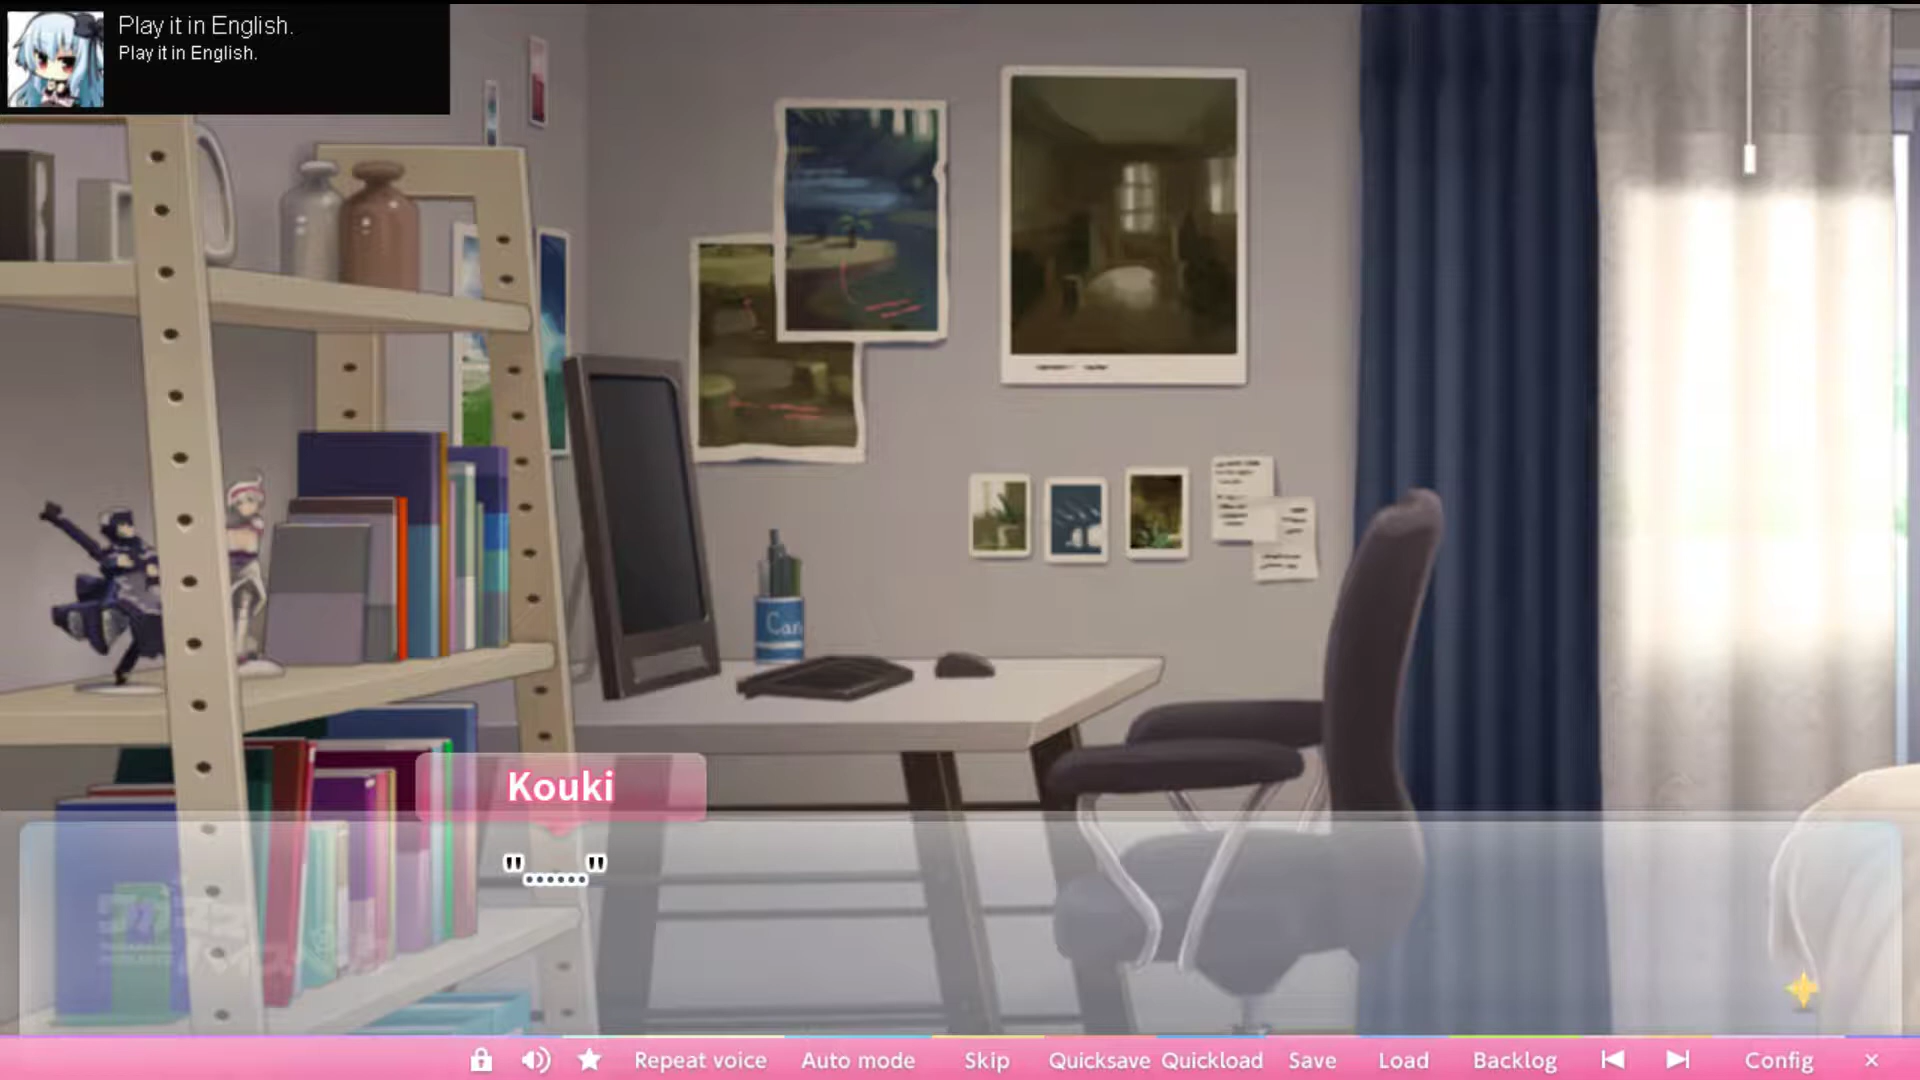 Play it in English.
Play it in English.
Can
Kouki
"......"
Repeat voice Auto mode Skip Quicksave Quickload Save Load Backlog Config ×